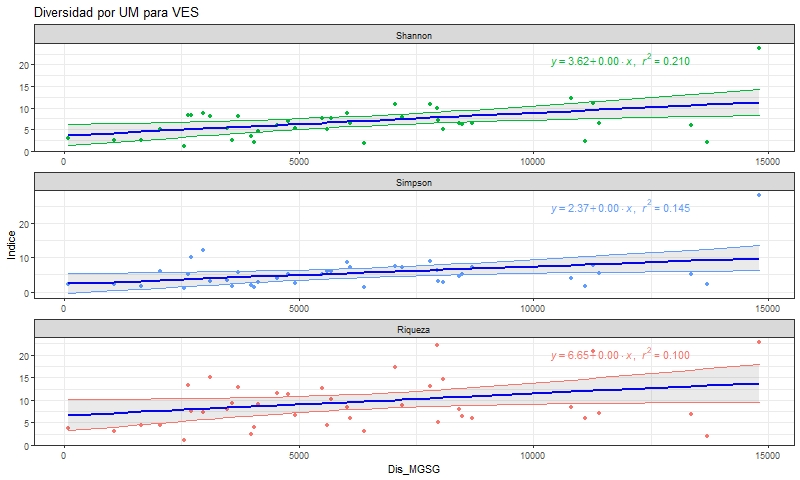 Diversidad por UM para VES
Shannon
20
15
10
5
0
y = 3.62+0.00 · x, r² = 0.210
0 5000 10000 15000
Indice
Simpson
20
10
0
y = 2.37+0.00 · x, r² = 0.145
0 5000 10000 15000
Riqueza
20
15
10
5
0
y = 6.65+0.00 · x, r² = 0.100
0 5000 10000 15000
Dis_MGSG